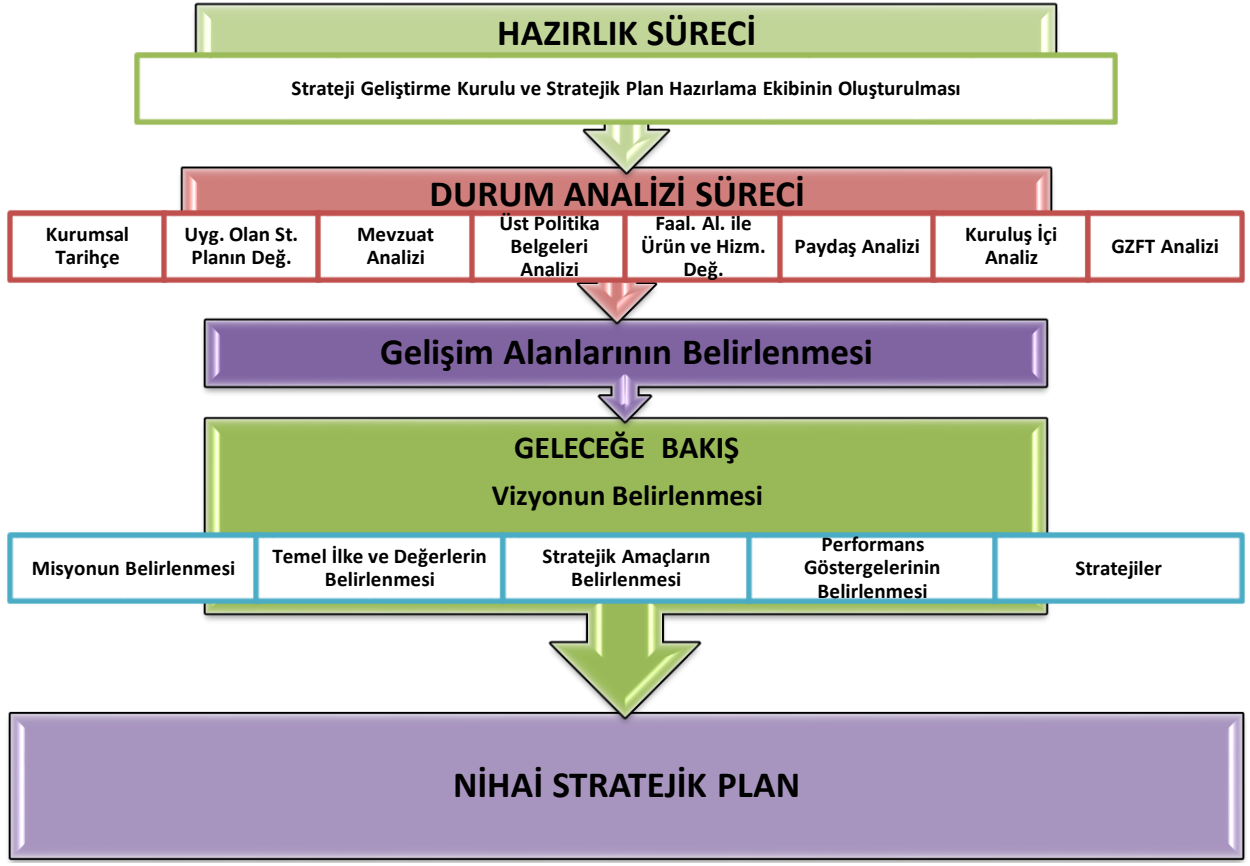 HAZIRLIK SÜRECİ
Strateji Geliştirme Kurulu ve Stratejik Plan Hazırlama Ekibinin Oluşturulması
DURUM ANALİZİ SÜRECİ
Kurumsal
Tarihçe
Uyg. Olan St.
Planın Değ.
Mevzuat
Analizi
Üst Politika
Belgeleri
Analizi
Faal. Al. ile
Ürün ve Hizm.
Değ.
Paydaş Analizi
Kuruluş İçi
Analiz
GZFT Analizi
Gelişim Alanlarının Belirlenmesi
GELECEĞE BAKIŞ
Vizyonun Belirlenmesi
Misyonun Belirlenmesi
Temel İlke ve Değerlerin
Belirlenmesi
Stratejik Amaçların
Belirlenmesi
Performans
Göstergelerinin
Belirlenmesi
Stratejiler
NİHAİ STRATEJİK PLAN